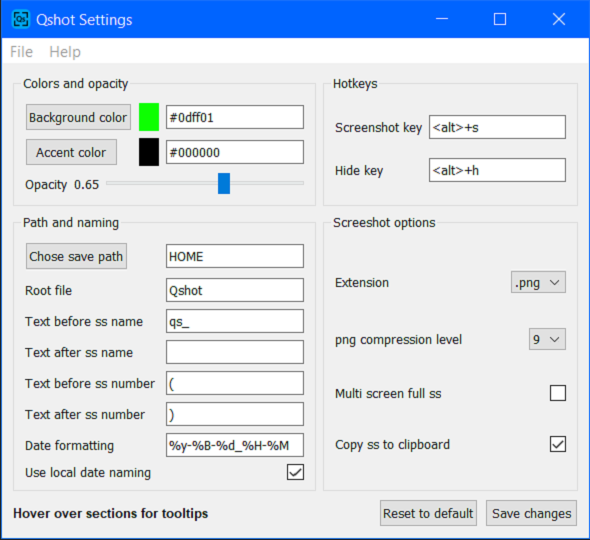 Qshot Settings
File Help
Colors and opacity
Background color #0dff01
Accent color #000000
Opacity 0.65
Hotkeys
Screenshot key <alt>+s
Hide key <alt>+h
Path and naming
Chose save path HOME
Root file Qshot
Text before ss name qs_
Text after ss name
Text before ss number (
Text after ss number )
Date formatting %y-%B-%d_%H-%M
Use local date naming
Screeshot options
Extension .png
png compression level 9
Multi screen full ss
Copy ss to clipboard
Hover over sections for tooltips
Reset to default Save changes